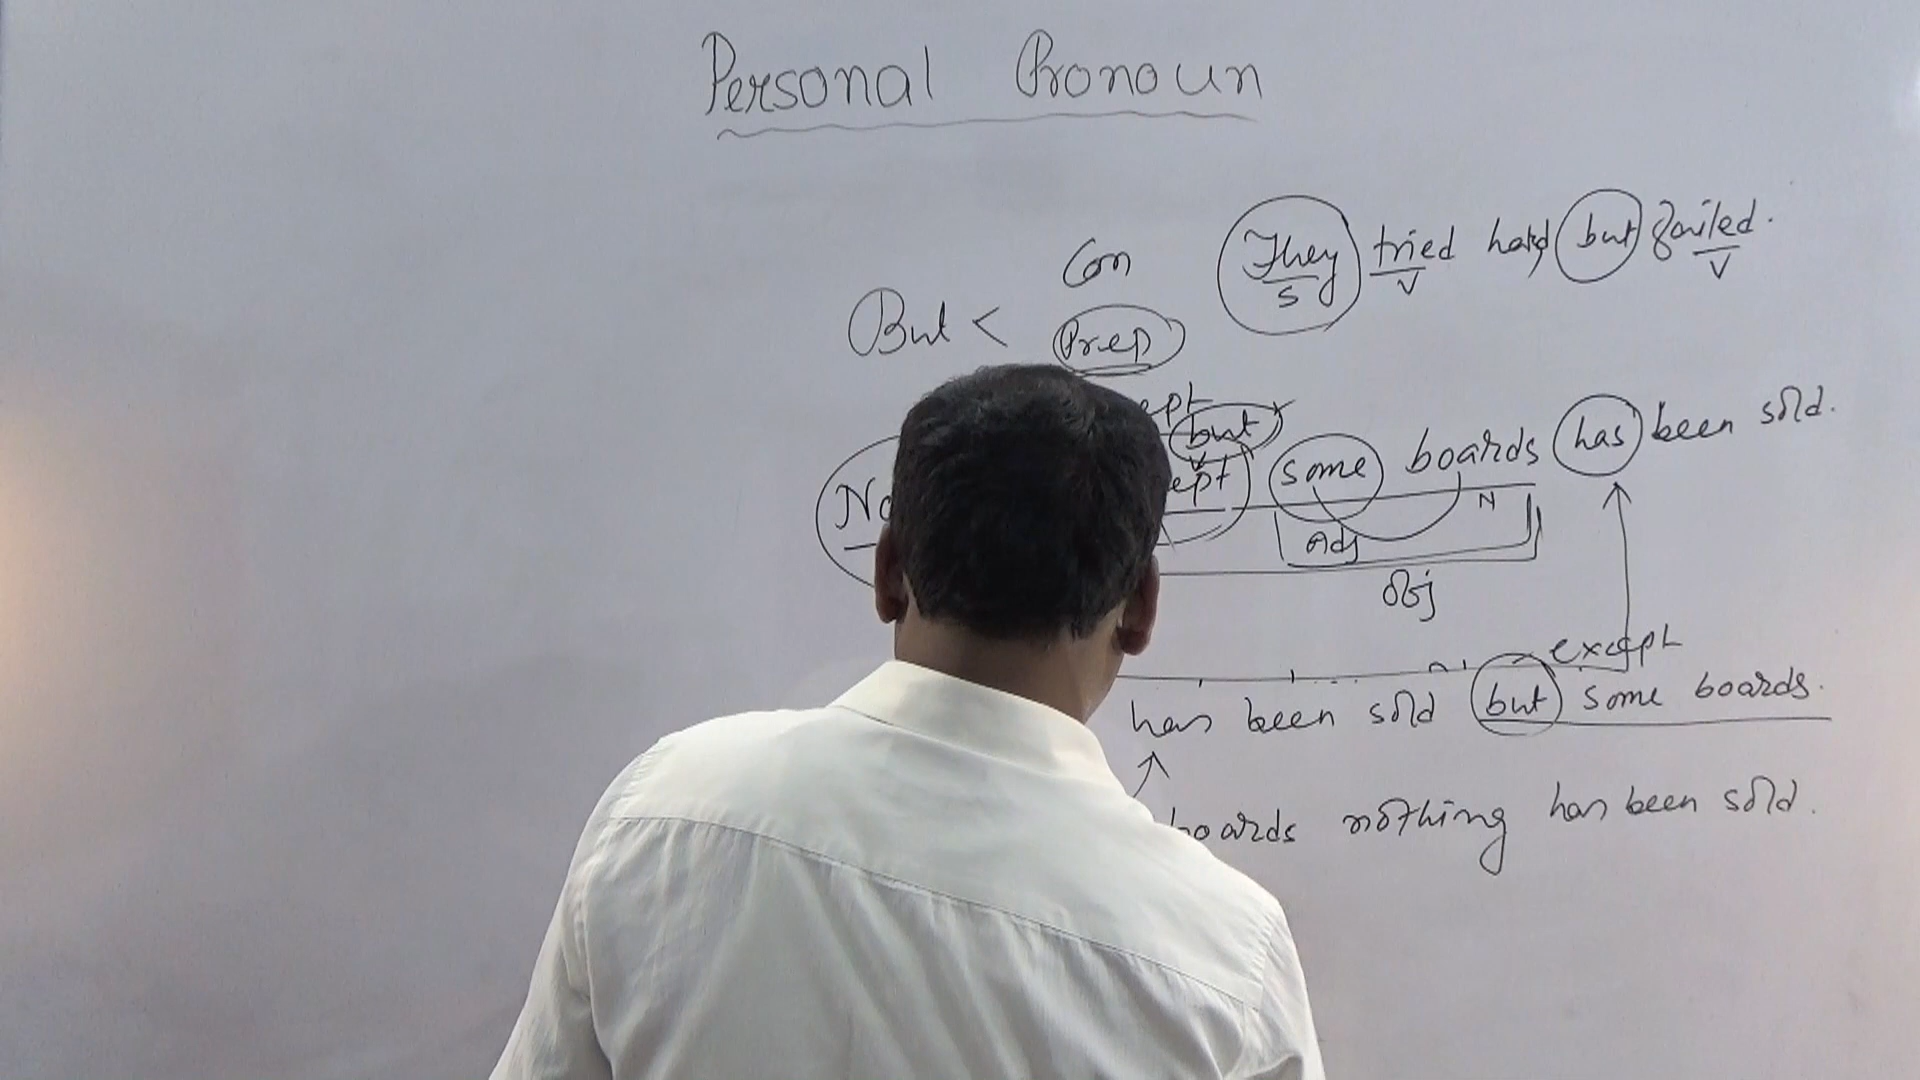 Personal Pronoun
Con They tried hard, but failed.
S V V
But < Prep
but
some boards has been sold.
Adj N
Obj
except
has been sold but some boards.
boards nothing has been sold.